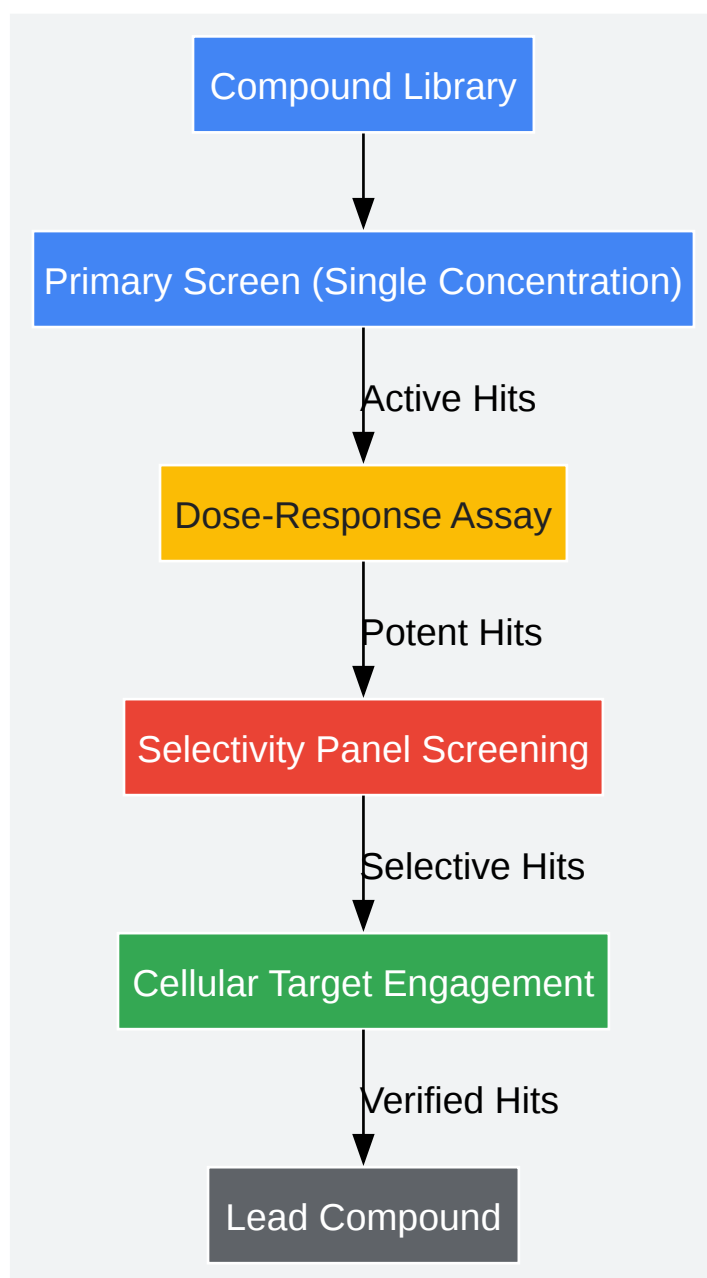 Compound Library
Primary Screen (Single Concentration)
Active Hits
Dose-Response Assay
Potent Hits
Selectivity Panel Screening
Selective Hits
Cellular Target Engagement
Verified Hits
Lead Compound